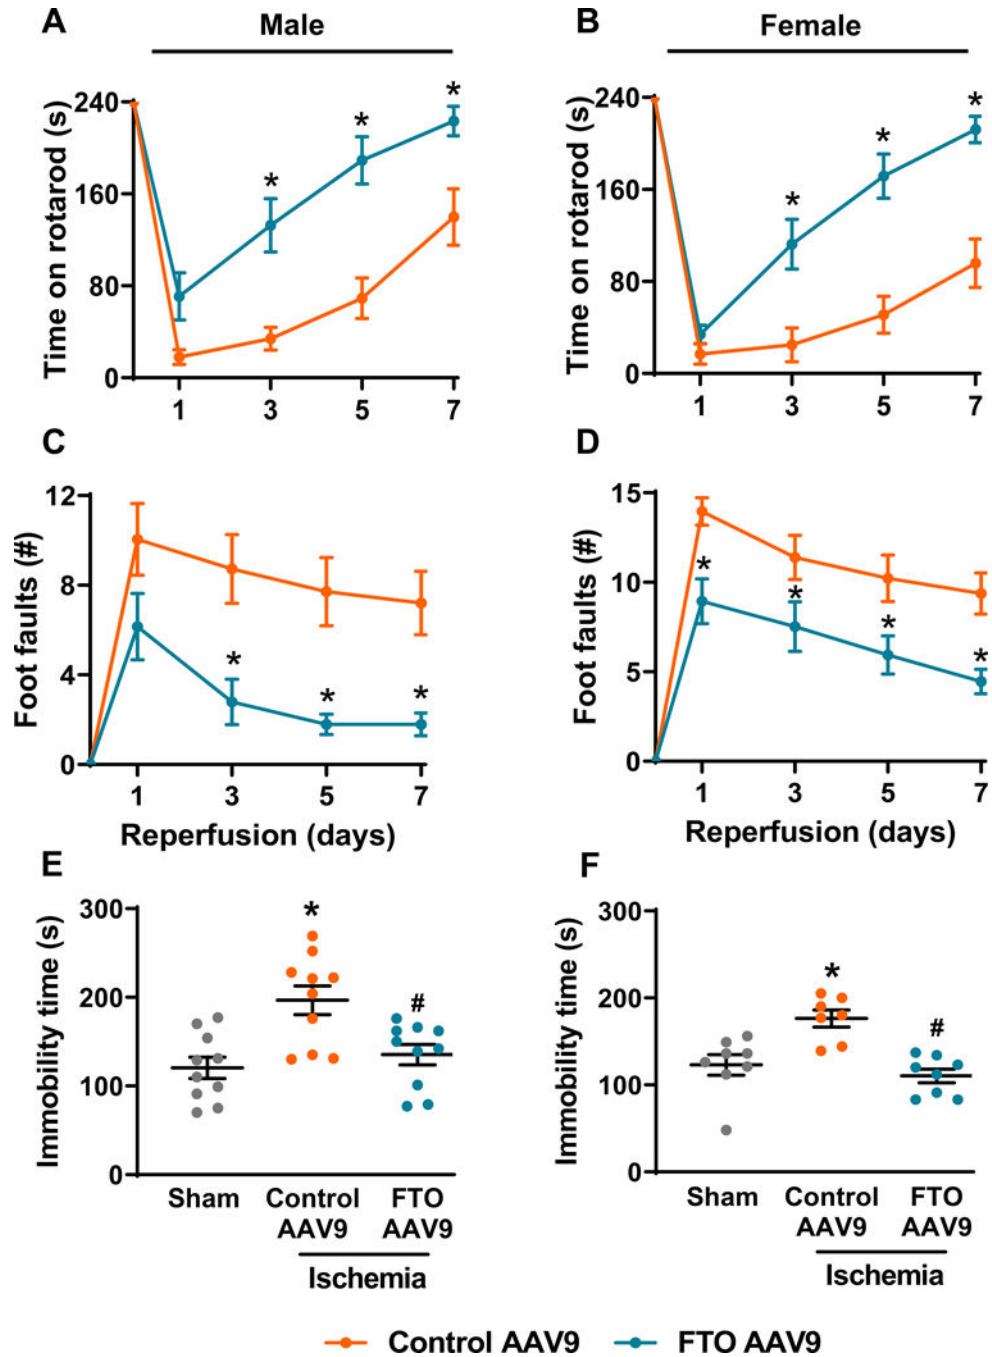 A
Male
B
Female
Time on rotarod (s)
240
160
80
0
1 3 5 7
* * *
Time on rotarod (s)
240
160
80
0
1 3 5 7
* * *
C
Foot faults (#)
12
8
4
0
1 3 5 7
* * *
Reperfusion (days)
D
Foot faults (#)
15
10
5
0
1 3 5 7
* * * *
Reperfusion (days)
E
Immobility time (s)
300
200
100
0
*
#
Sham Control FTO
AAV9 AAV9
Ischemia
F
Immobility time (s)
300
200
100
0
*
#
Sham Control FTO
AAV9 AAV9
Ischemia
Control AAV9 FTO AAV9